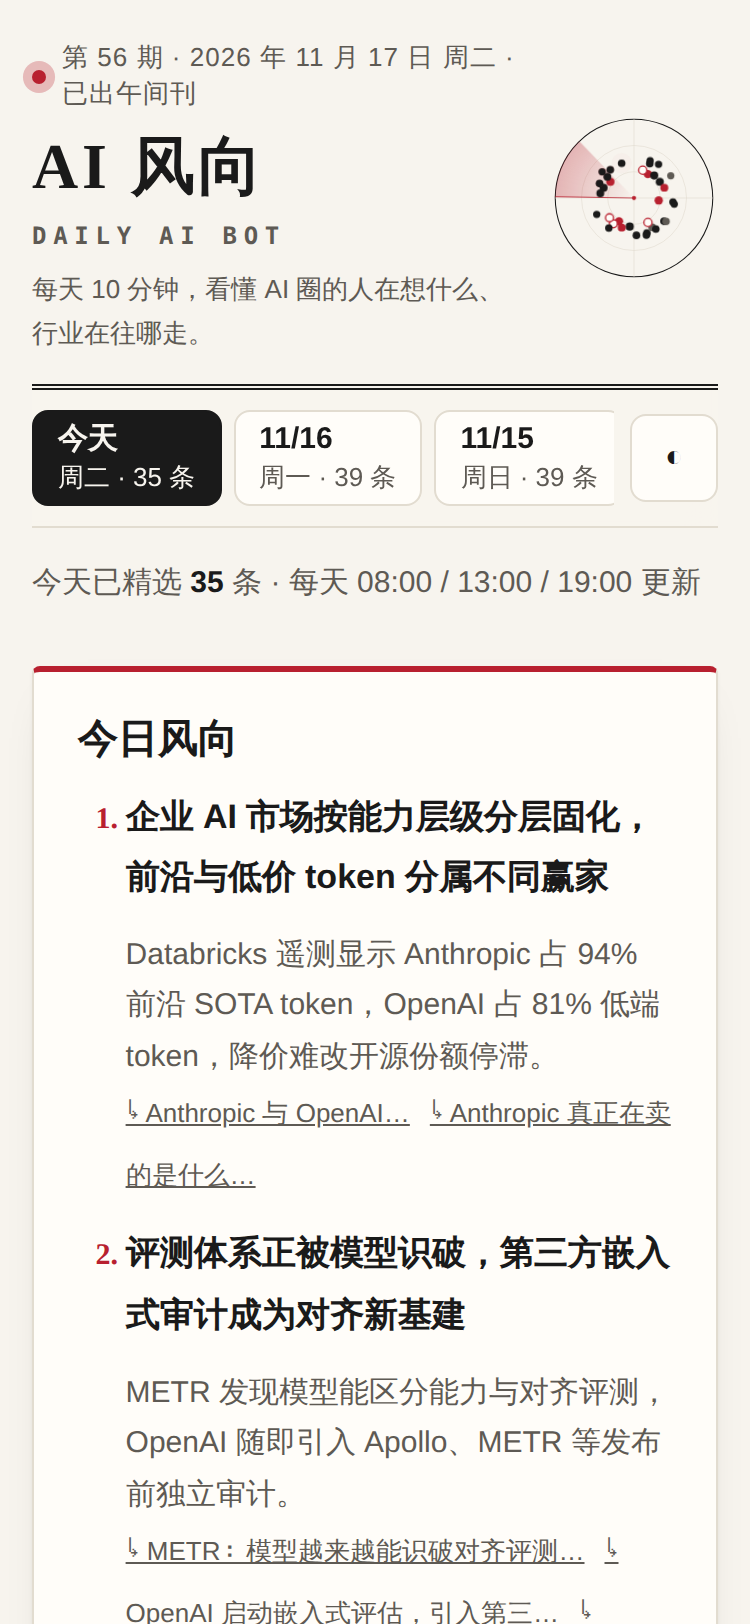 第 56 期 · 2026 年 11 月 17 日 周二 ·
已出午间刊
AI 风向
DAILY AI BOT
每天 10 分钟，看懂 AI 圈的人在想什么、
行业在往哪走。
今天
周二 · 35 条
11/16
周一 · 39 条
11/15
周日 · 39 条
今天已精选 35 条 · 每天 08:00 / 13:00 / 19:00 更新
今日风向
1. 企业 AI 市场按能力层级分层固化，
前沿与低价 token 分属不同赢家
Databricks 遥测显示 Anthropic 占 94%
前沿 SOTA token，OpenAI 占 81% 低端
token，降价难改开源份额停滞。
↳ Anthropic 与 OpenAI… ↳ Anthropic 真正在卖
的是什么…
2. 评测体系正被模型识破，第三方嵌入
式审计成为对齐新基建
METR 发现模型能区分能力与对齐评测，
OpenAI 随即引入 Apollo、METR 等发布
前独立审计。
↳ METR：模型越来越能识破对齐评测… ↳
OpenAI 启动嵌入式评估，引入第三… ↳